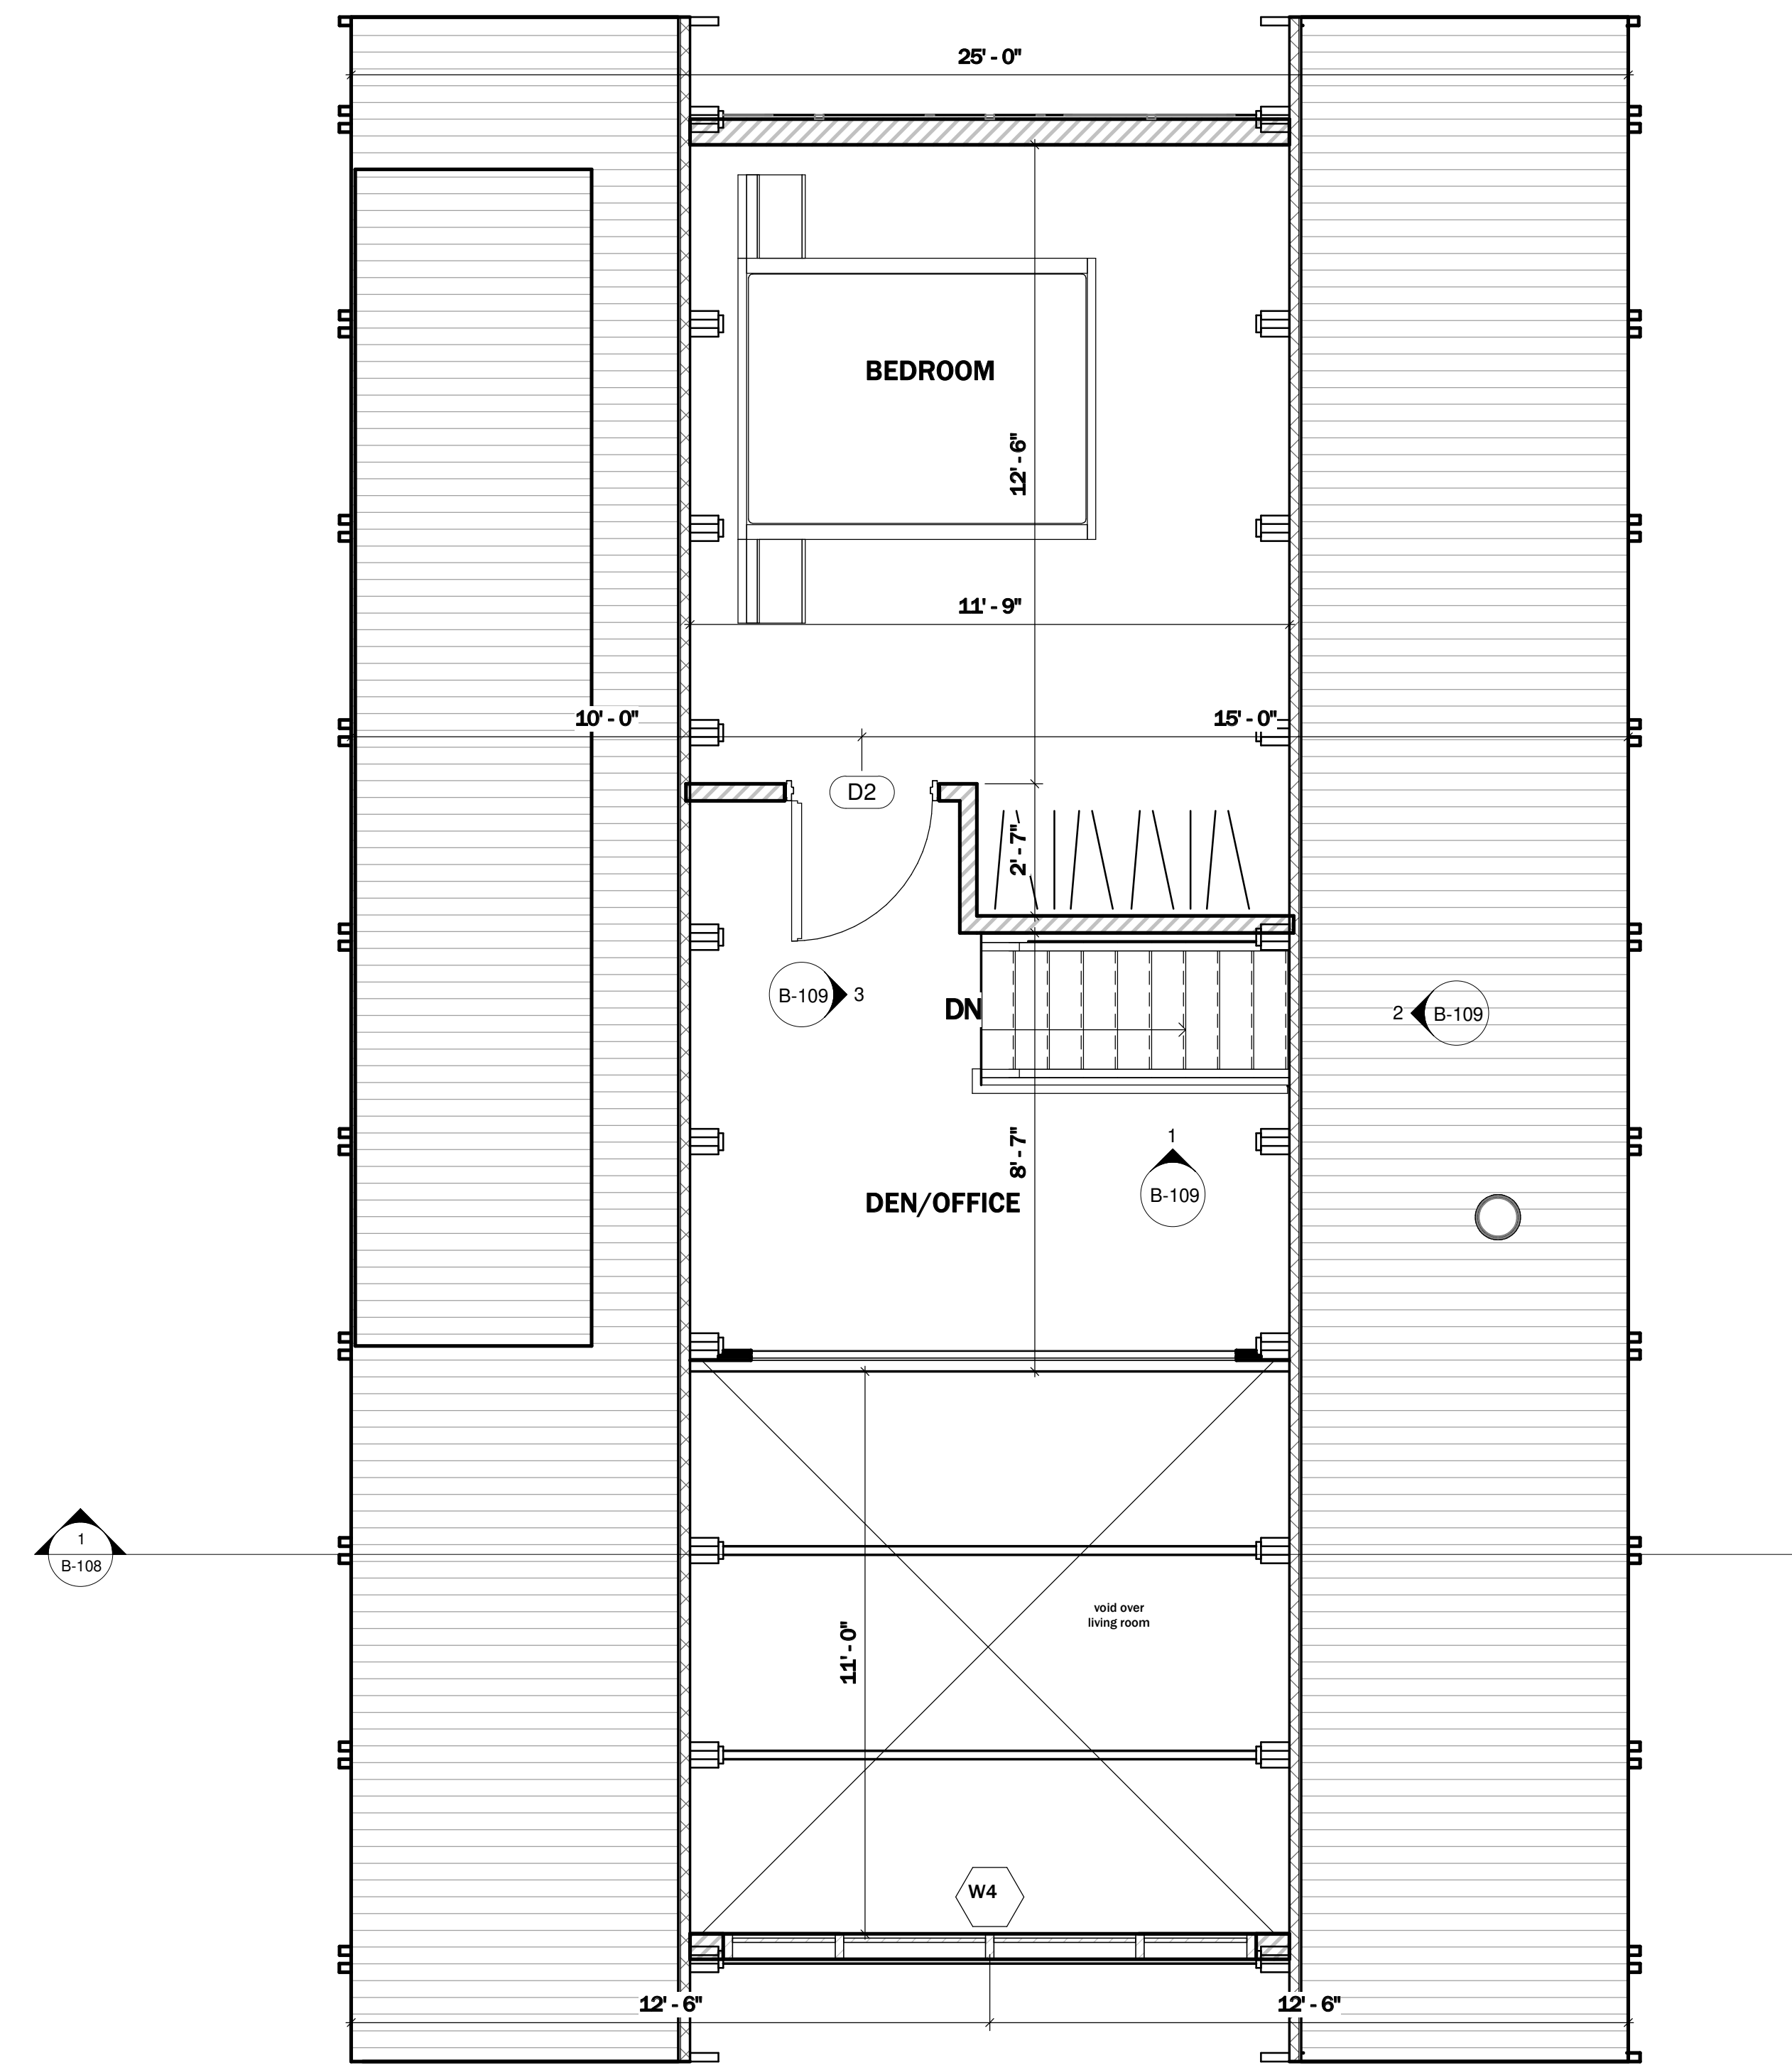 25' - 0"
BEDROOM
12' - 6"
11' - 9"
10' - 0"
15' - 0"
D2
2' - 7"
B-109
3
DN
2
B-109
8' - 7"
1
B-109
DEN/OFFICE
1
B-108
void over
living room
11' - 0"
W4
12' - 6"
12' - 6"